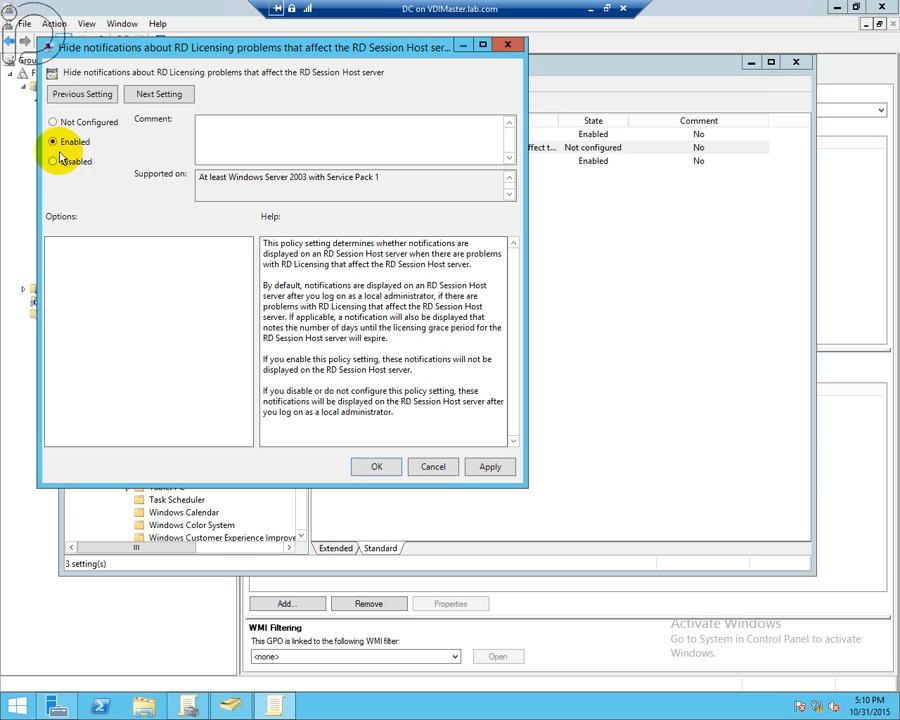 DC on VDIMaster.lab.com
File Action View Window Help
Hide notifications about RD Licensing problems that affect the RD Session Host ser...
Hide notifications about RD Licensing problems that affect the RD Session Host server
Previous Setting Next Setting
Not Configured
Enabled
Disabled
Comment:
Supported on:
At least Windows Server 2003 with Service Pack 1
Options:
Help:
This policy setting determines whether notifications are
displayed on an RD Session Host server when there are problems
with RD Licensing that affect the RD Session Host server.
By default, notifications are displayed on an RD Session Host
server after you log on as a local administrator, if there are
problems with RD Licensing that affect the RD Session Host
server. If applicable, a notification will also be displayed that
notes the number of days until the licensing grace period for the
RD Session Host server will expire.
If you enable this policy setting, these notifications will not be
displayed on the RD Session Host server.
If you disable or do not configure this policy setting, these
notifications will be displayed on the RD Session Host server after
you log on as a local administrator.
OK Cancel Apply
State Comment
Enabled No
ffect t... Not configured No
Enabled No
Task Scheduler
Windows Calendar
Windows Color System
Windows Customer Experience Improve
Extended Standard
3 setting(s)
Add... Remove Properties
WMI Filtering
This GPO is linked to the following WMI filter:
<none> Open
Activate Windows
Go to System in Control Panel to activate
Windows.
5:10 PM
10/31/2015